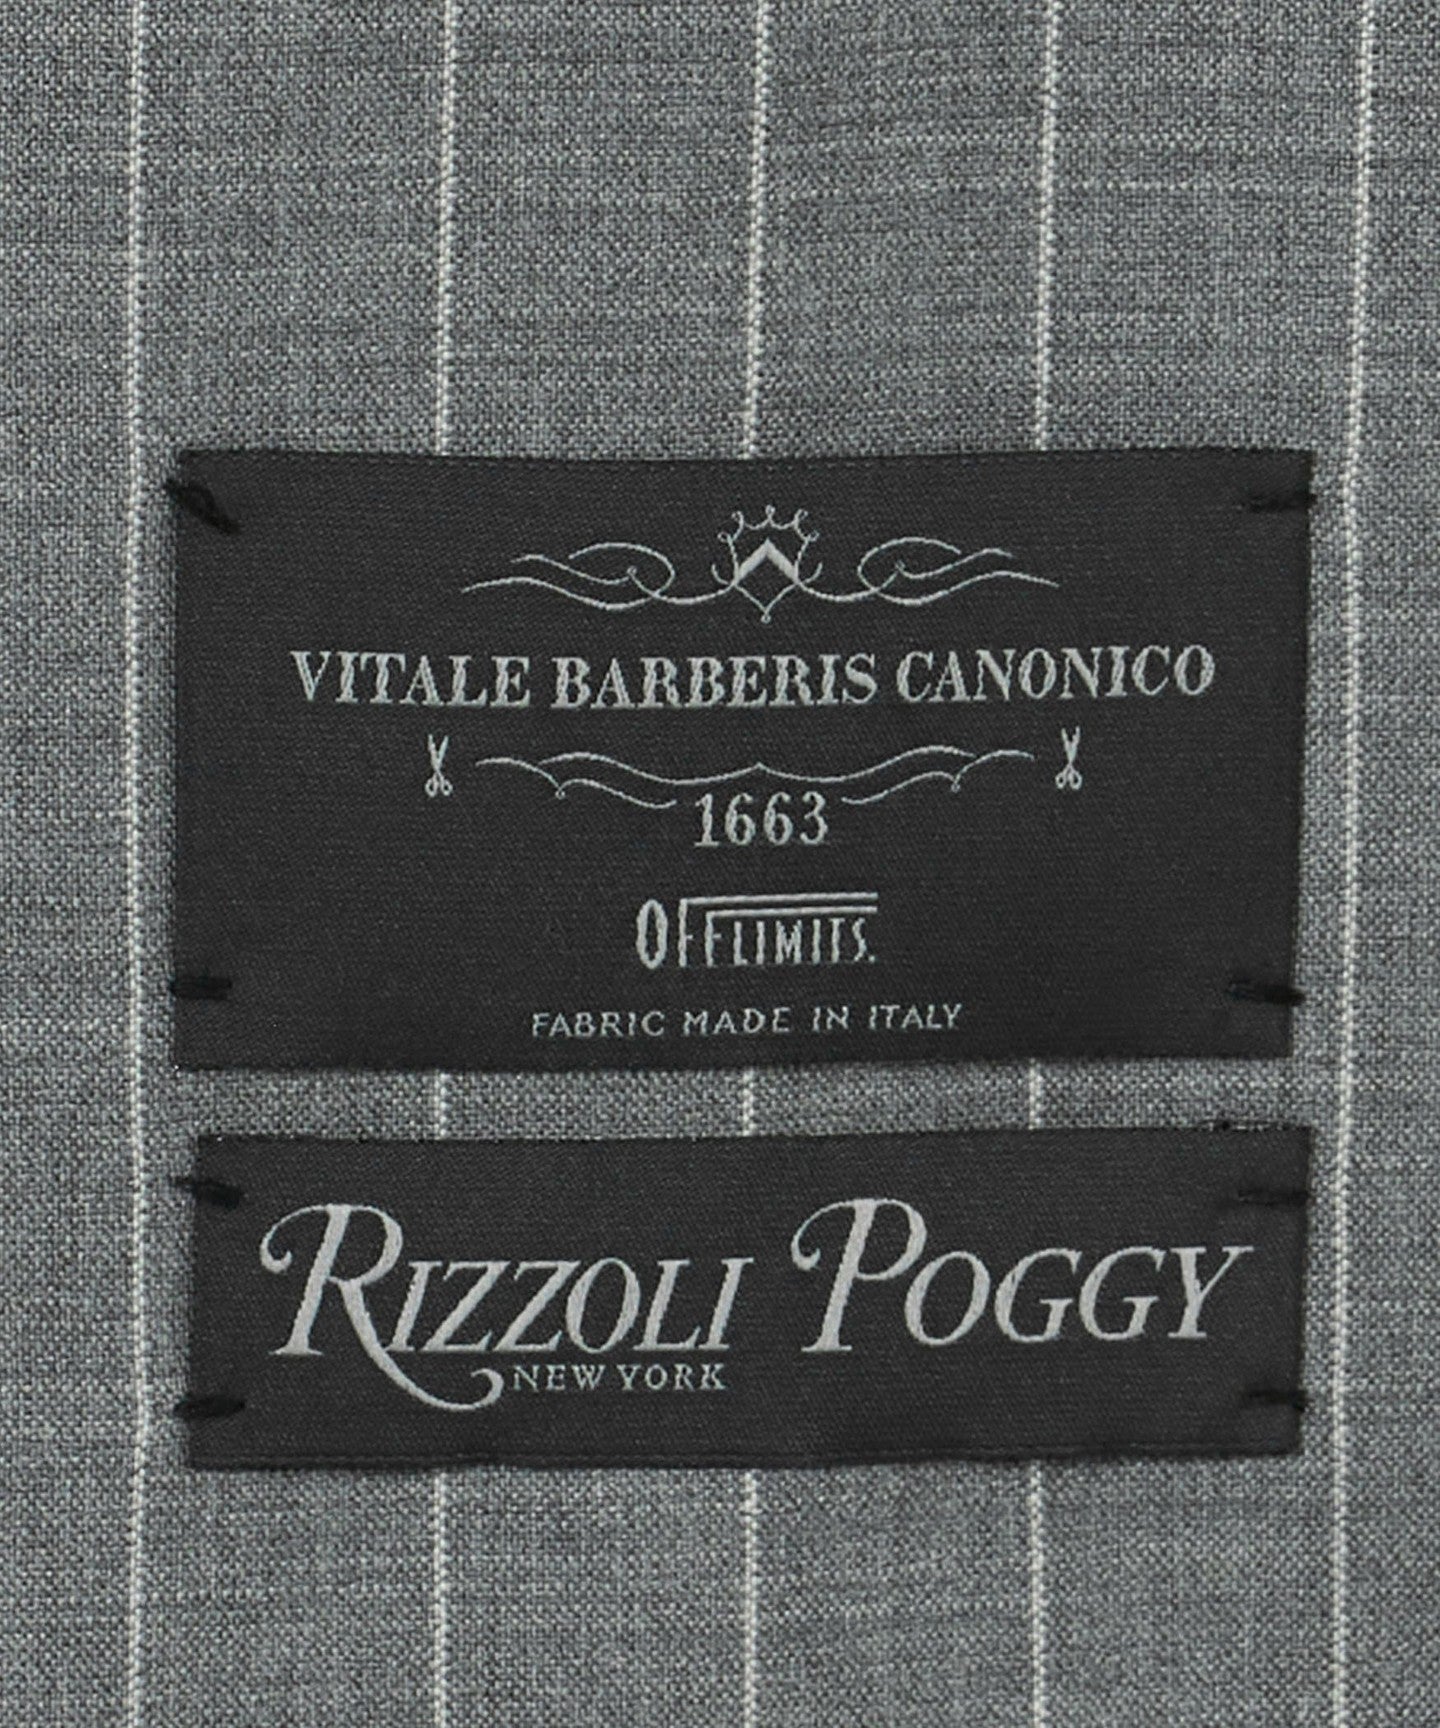 VITALE BARBERIS CANONICO
1663
OFFLIMITS.
FABRIC MADE IN ITALY
RIZZOLI POGGY
NEW YORK